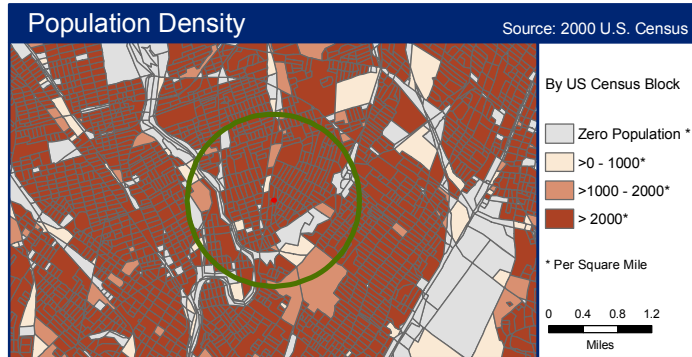 Population Density
Source: 2000 U.S. Census
By US Census Block
Zero Population *
>0 - 1000*
>1000 - 2000*
> 2000*
* Per Square Mile
0 0.4 0.8 1.2
Miles